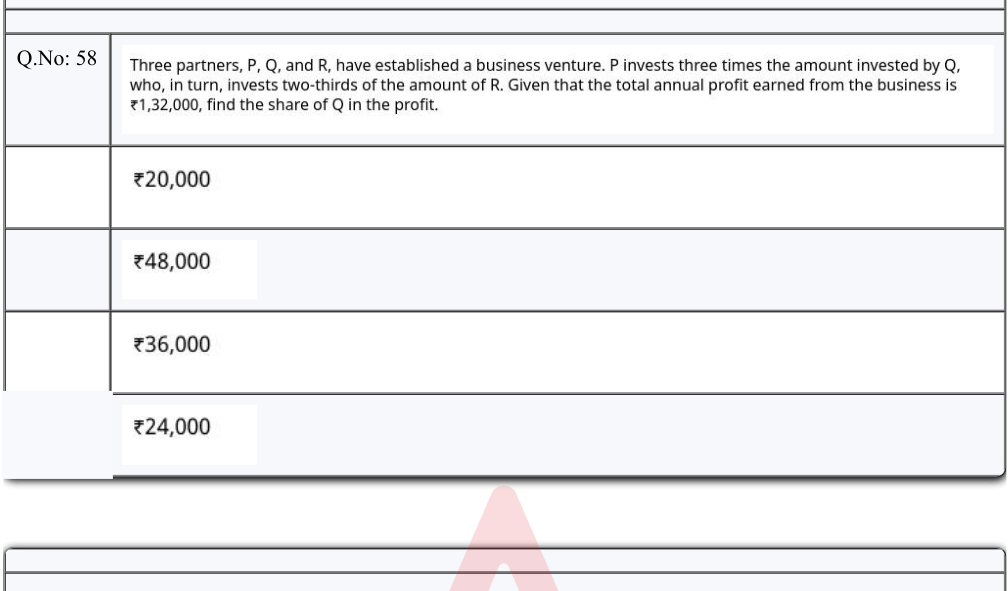 Q.No: 58
Three partners, P, Q, and R, have established a business venture. P invests three times the amount invested by Q,
who, in turn, invests two-thirds of the amount of R. Given that the total annual profit earned from the business is
₹1,32,000, find the share of Q in the profit.
₹20,000
₹48,000
₹36,000
₹24,000